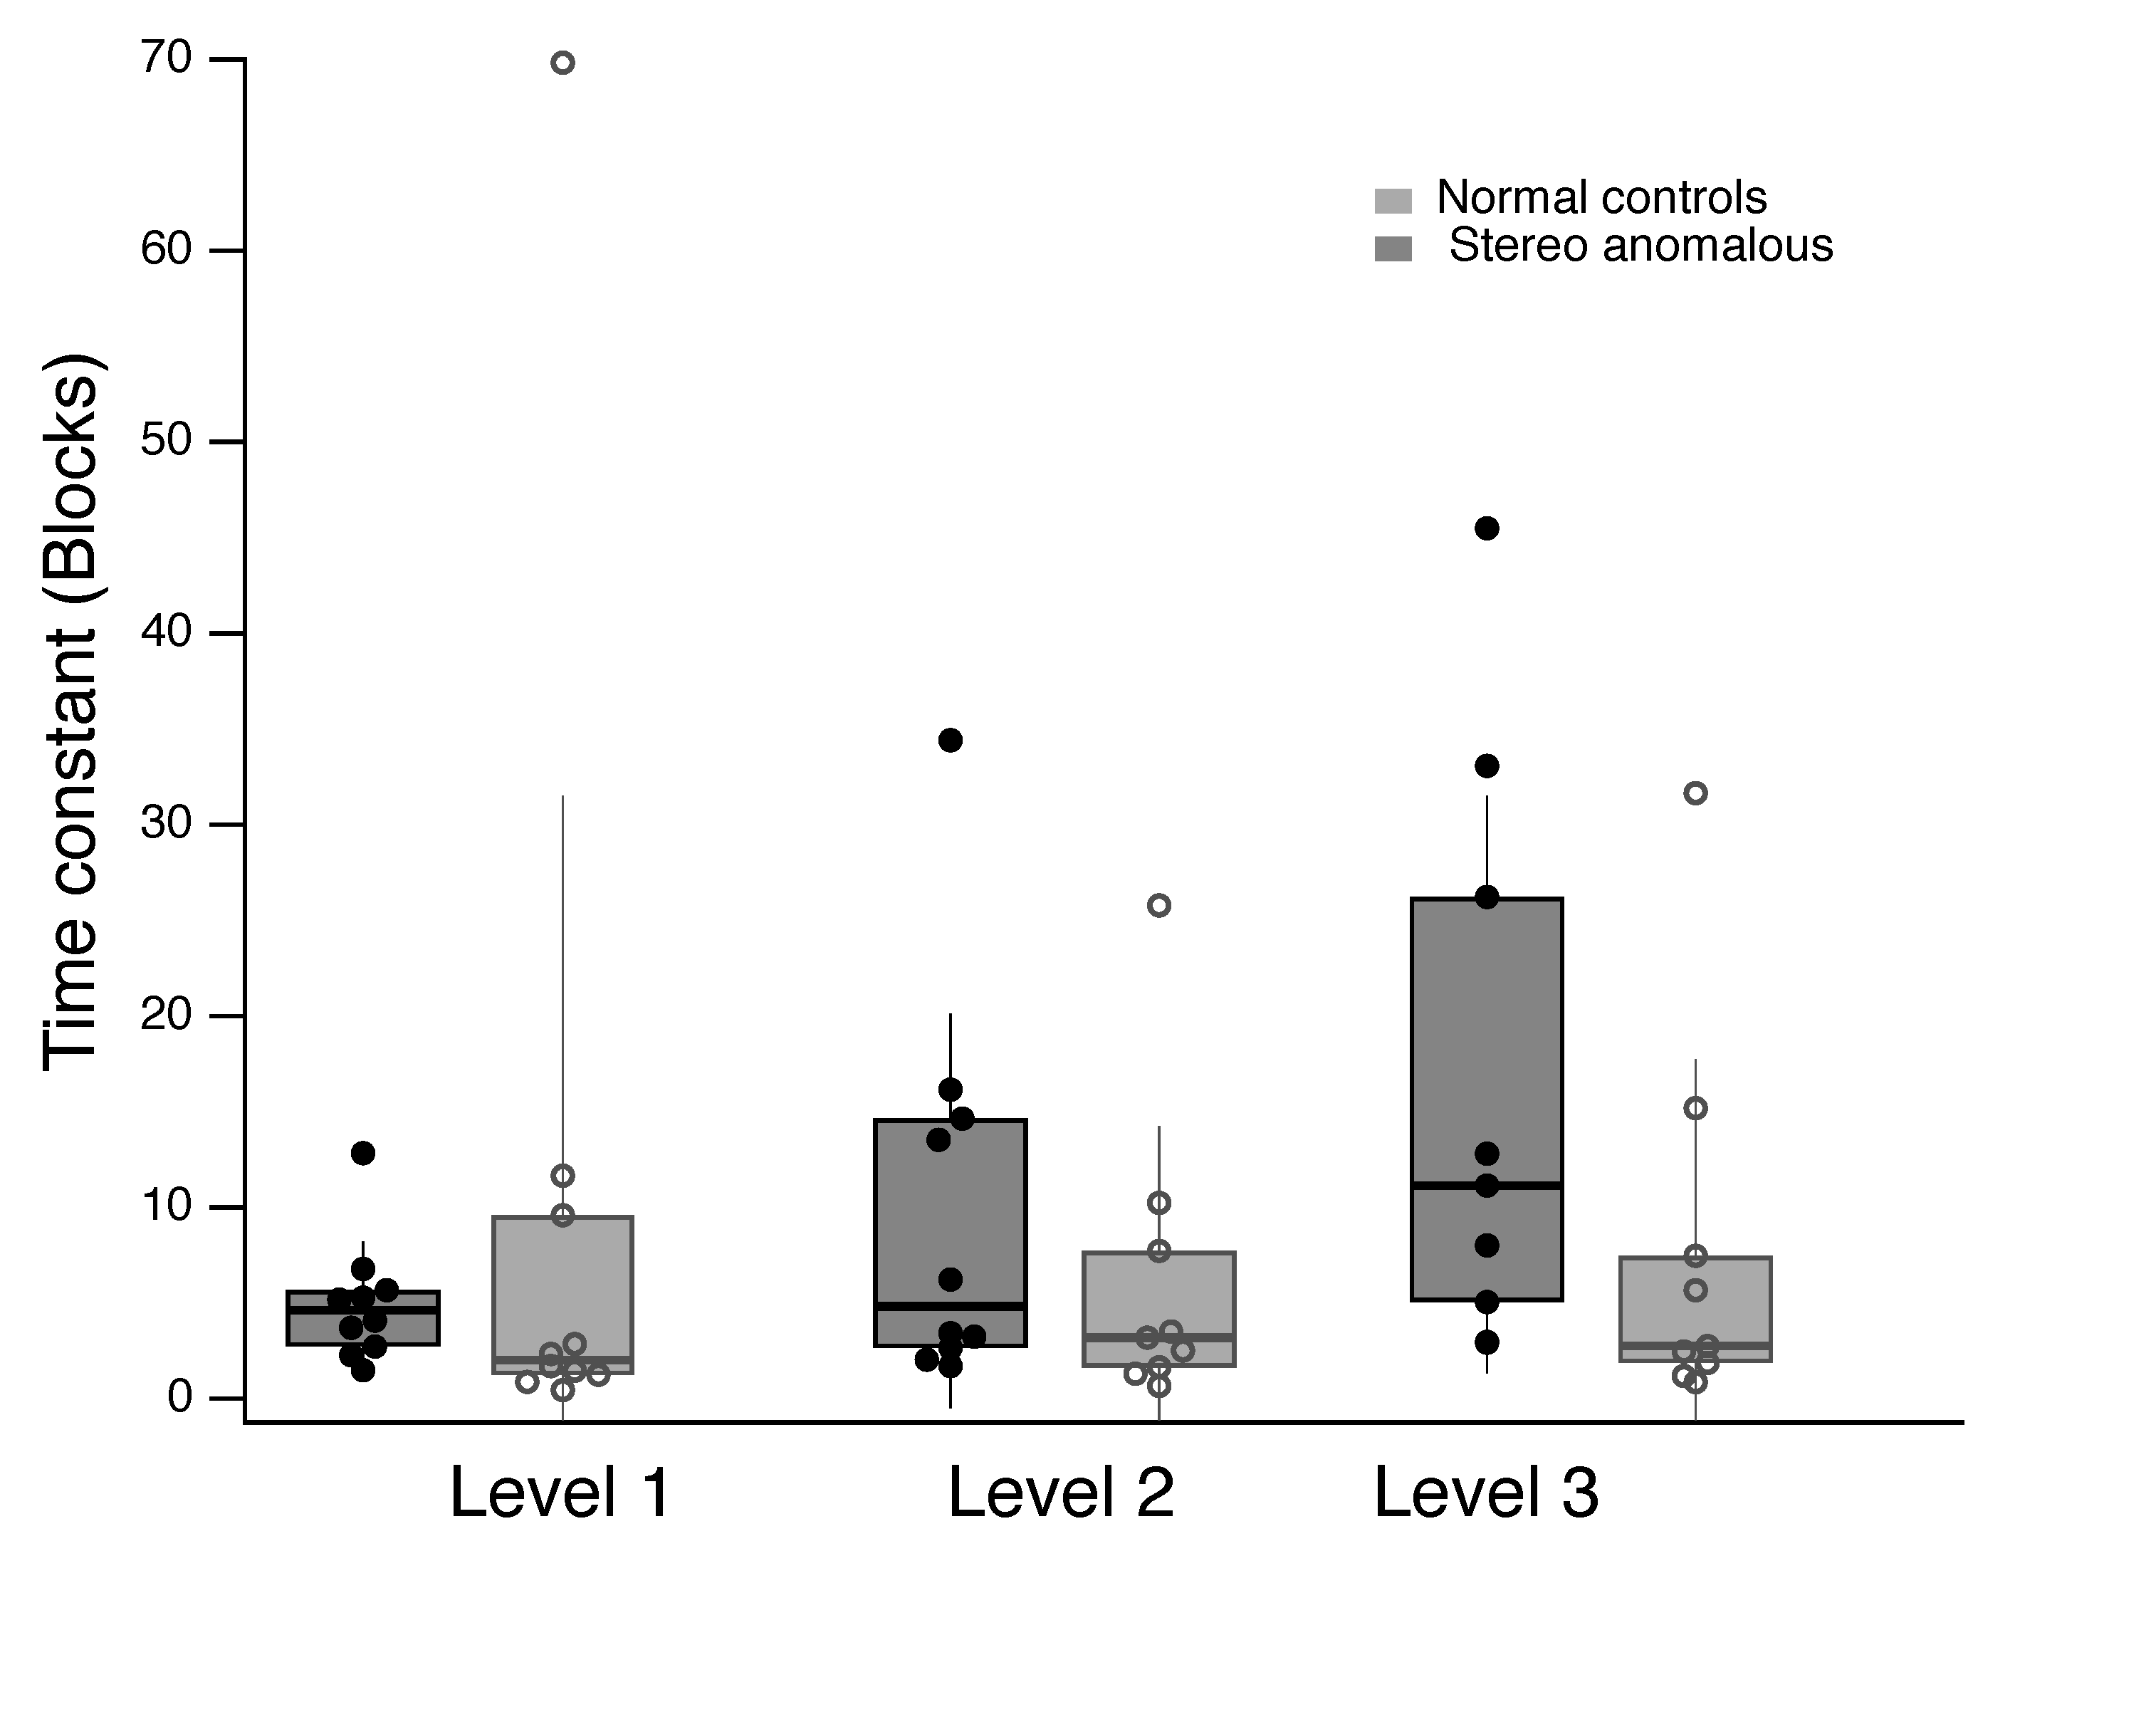 70
60
50
40
30
20
10
0
Time constant (Blocks)
Normal controls
Stereo anomalous
Level 1
Level 2
Level 3